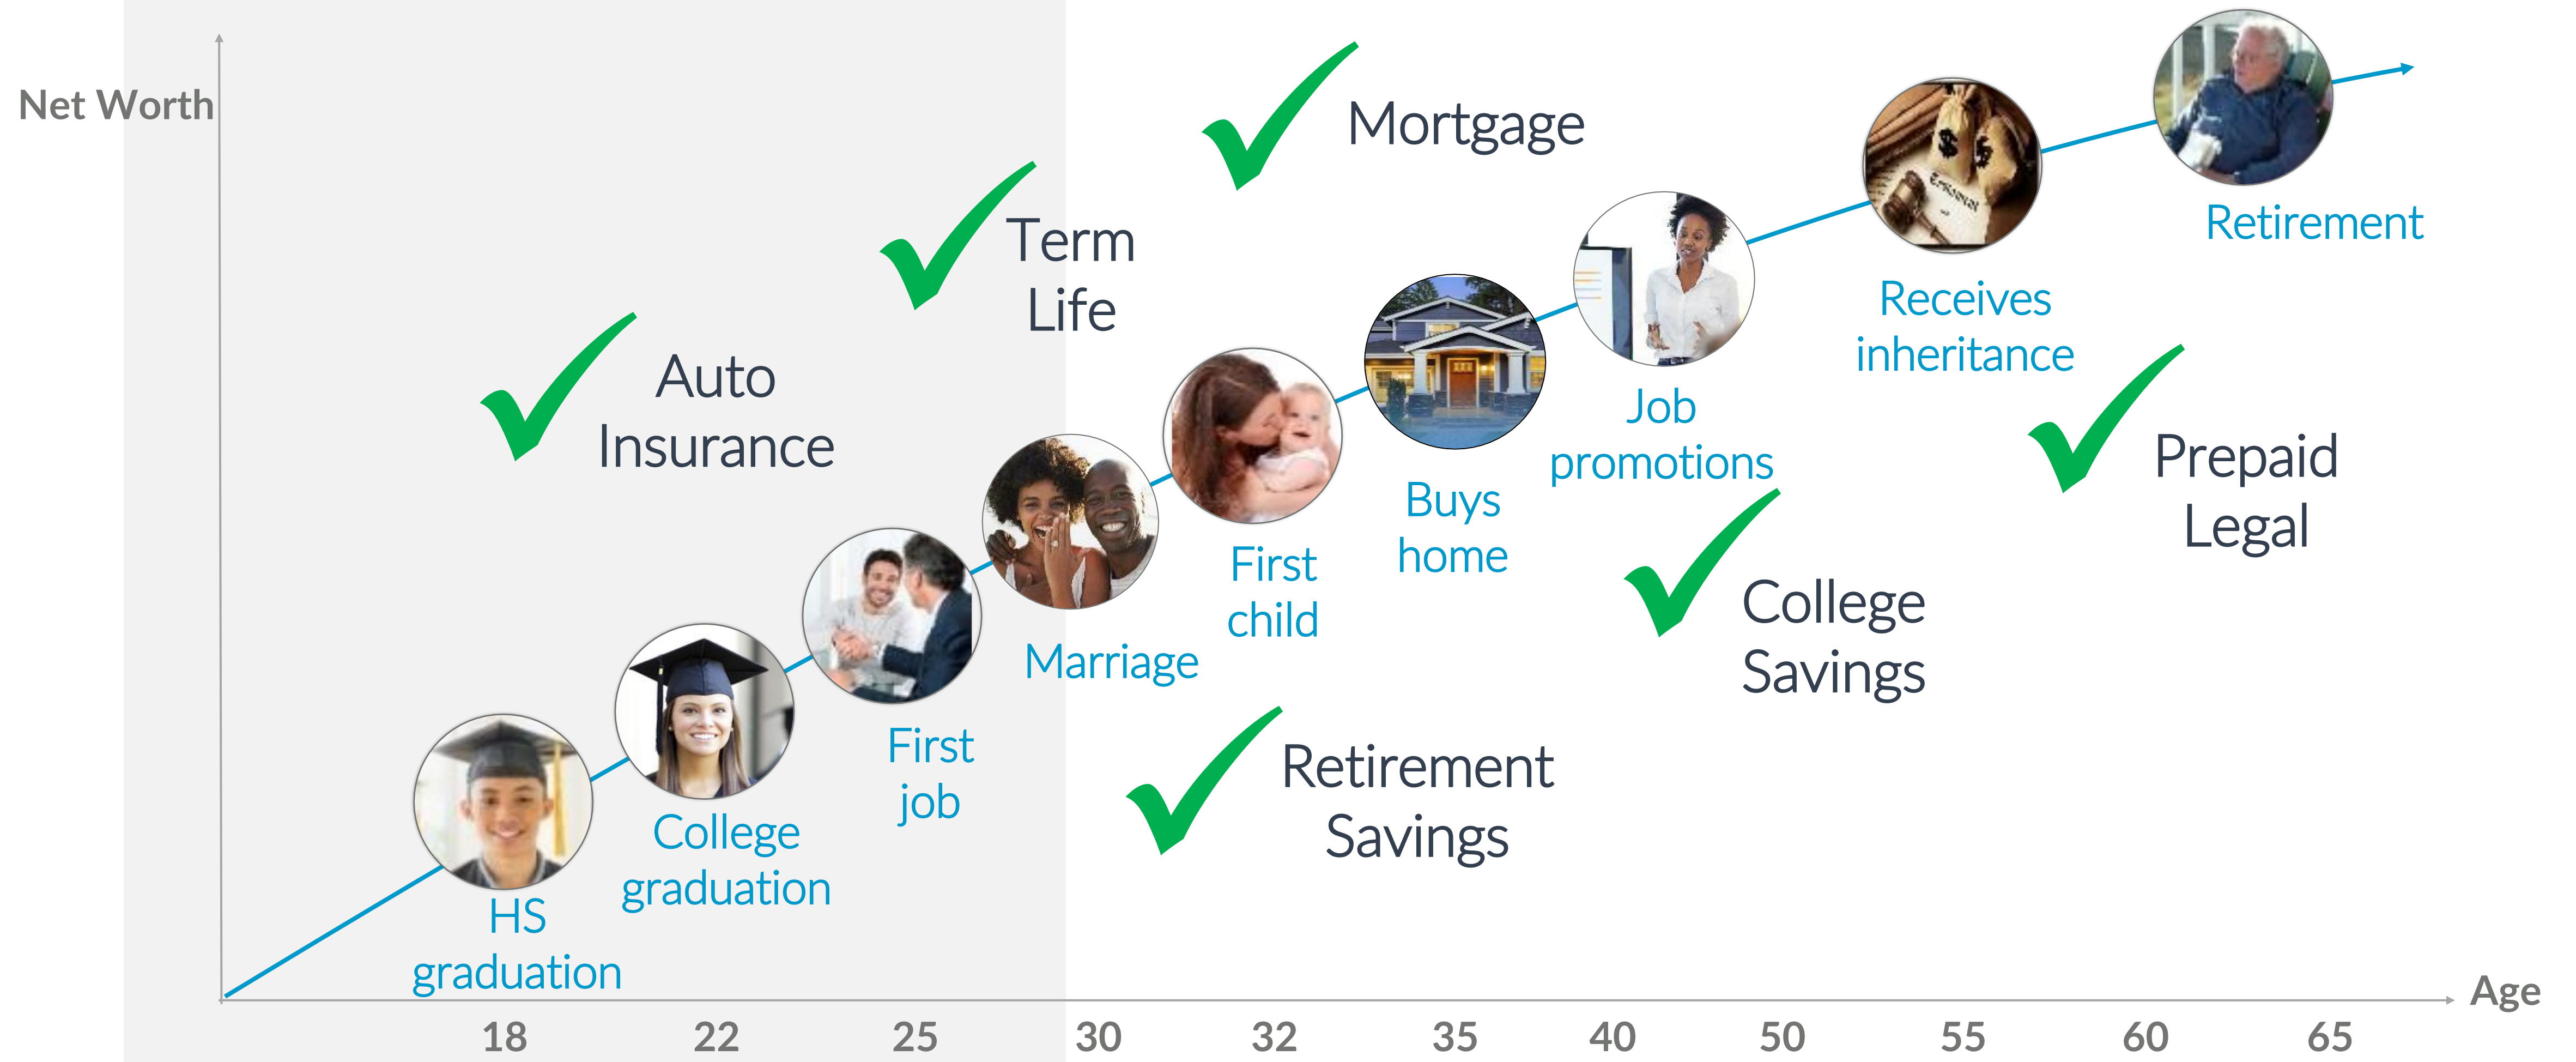 Net Worth
Mortgage
Term
Life
Auto
Insurance
Retirement
Receives
inheritance
Job
promotions
Prepaid
Legal
Buys
home
First
child
College
Savings
Marriage
First
job
Retirement
Savings
College
graduation
HS
graduation
Age
18 22 25 30 32 35 40 50 55 60 65